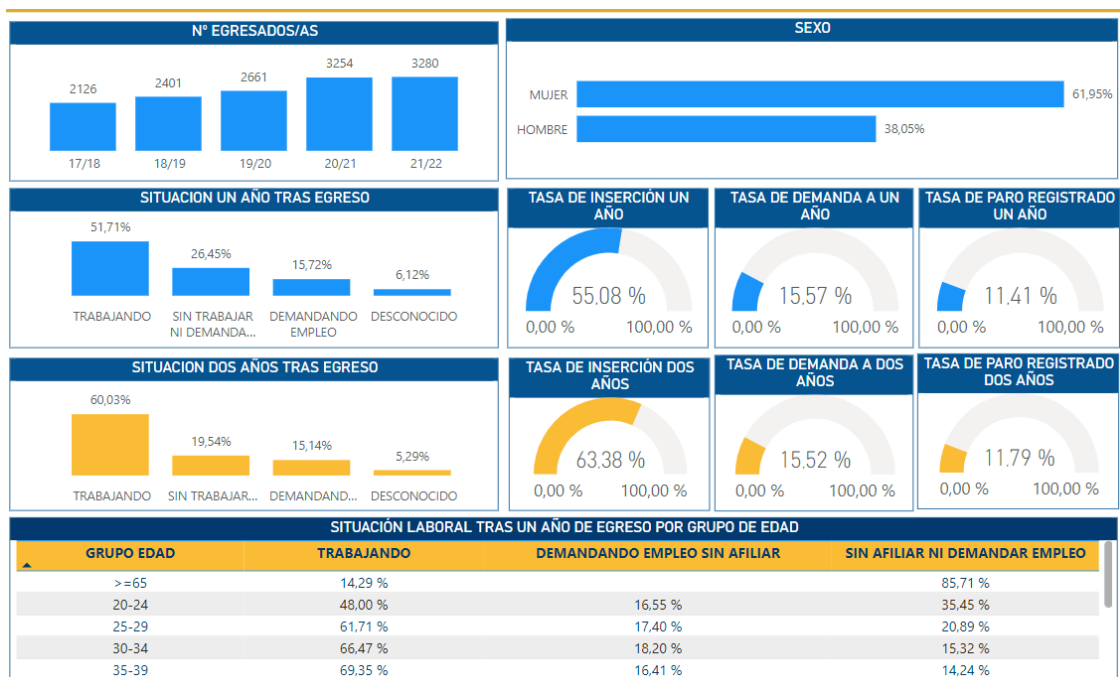 Nº EGRESADOS/AS
2126
2401
2661
3254
3280
17/18
18/19
19/20
20/21
21/22
SEXO
MUJER
61,95%
HOMBRE
38,05%
SITUACION UN AÑO TRAS EGRESO
51,71%
26,45%
15,72%
6,12%
TRABAJANDO
SIN TRABAJAR
NI DEMANDA...
DEMANDANDO
EMPLEO
DESCONOCIDO
TASA DE INSERCIÓN UN
AÑO
55,08 %
0,00 %
100,00 %
TASA DE DEMANDA A UN
AÑO
15,57 %
0,00 %
100,00 %
TASA DE PARO REGISTRADO
UN AÑO
11,41 %
0,00 %
100,00 %
SITUACION DOS AÑOS TRAS EGRESO
60,03%
19,54%
15,14%
5,29%
TRABAJANDO
SIN TRABAJAR...
DEMANDAND...
DESCONOCIDO
TASA DE INSERCIÓN DOS
AÑOS
63,38 %
0,00 %
100,00 %
TASA DE DEMANDA A DOS
AÑOS
15,52 %
0,00 %
100,00 %
TASA DE PARO REGISTRADO
DOS AÑOS
11,79 %
0,00 %
100,00 %
SITUACIÓN LABORAL TRAS UN AÑO DE EGRESO POR GRUPO DE EDAD
GRUPO EDAD TRABAJANDO DEMANDANDO EMPLEO SIN AFILIAR SIN AFILIAR NI DEMANDAR EMPLEO
>=65 14,29 % 85,71 %
20-24 48,00 % 16,55 % 35,45 %
25-29 61,71 % 17,40 % 20,89 %
30-34 66,47 % 18,20 % 15,32 %
35-39 69,35 % 16,41 % 14,24 %